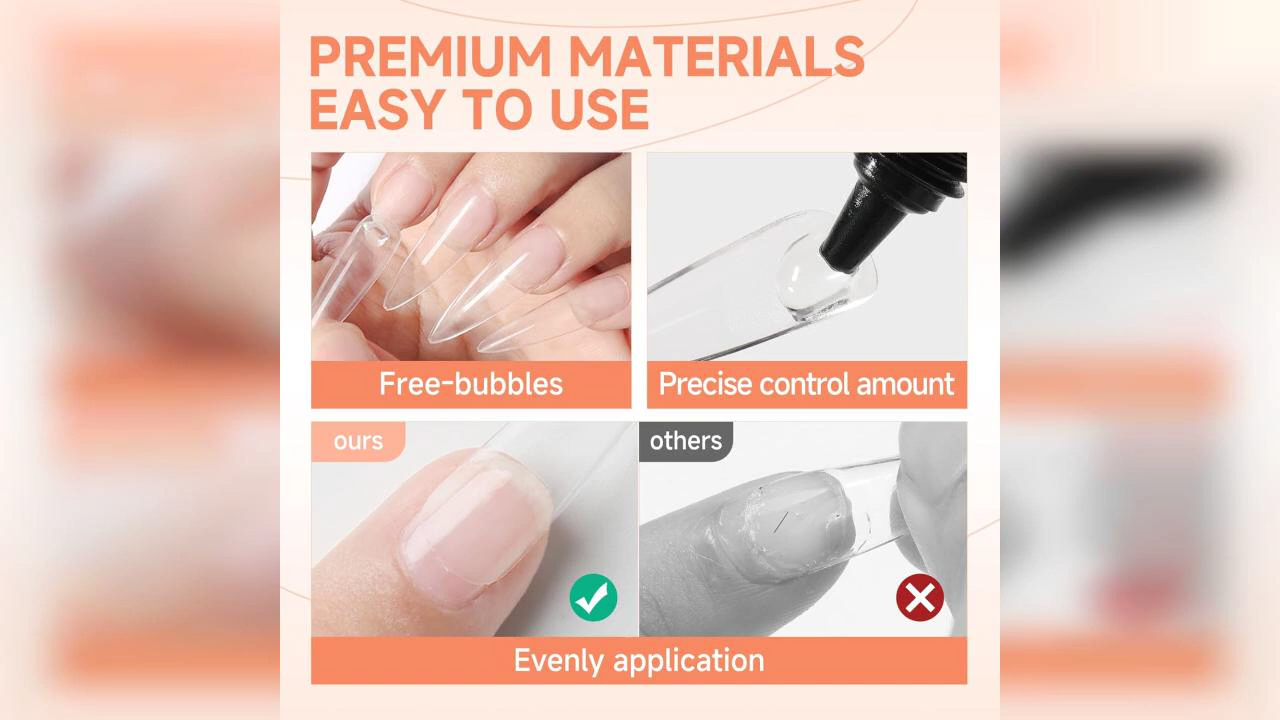 PREMIUM MATERIALS
EASY TO USE
Free-bubbles
Precise control amount
ours
others
Evenly application